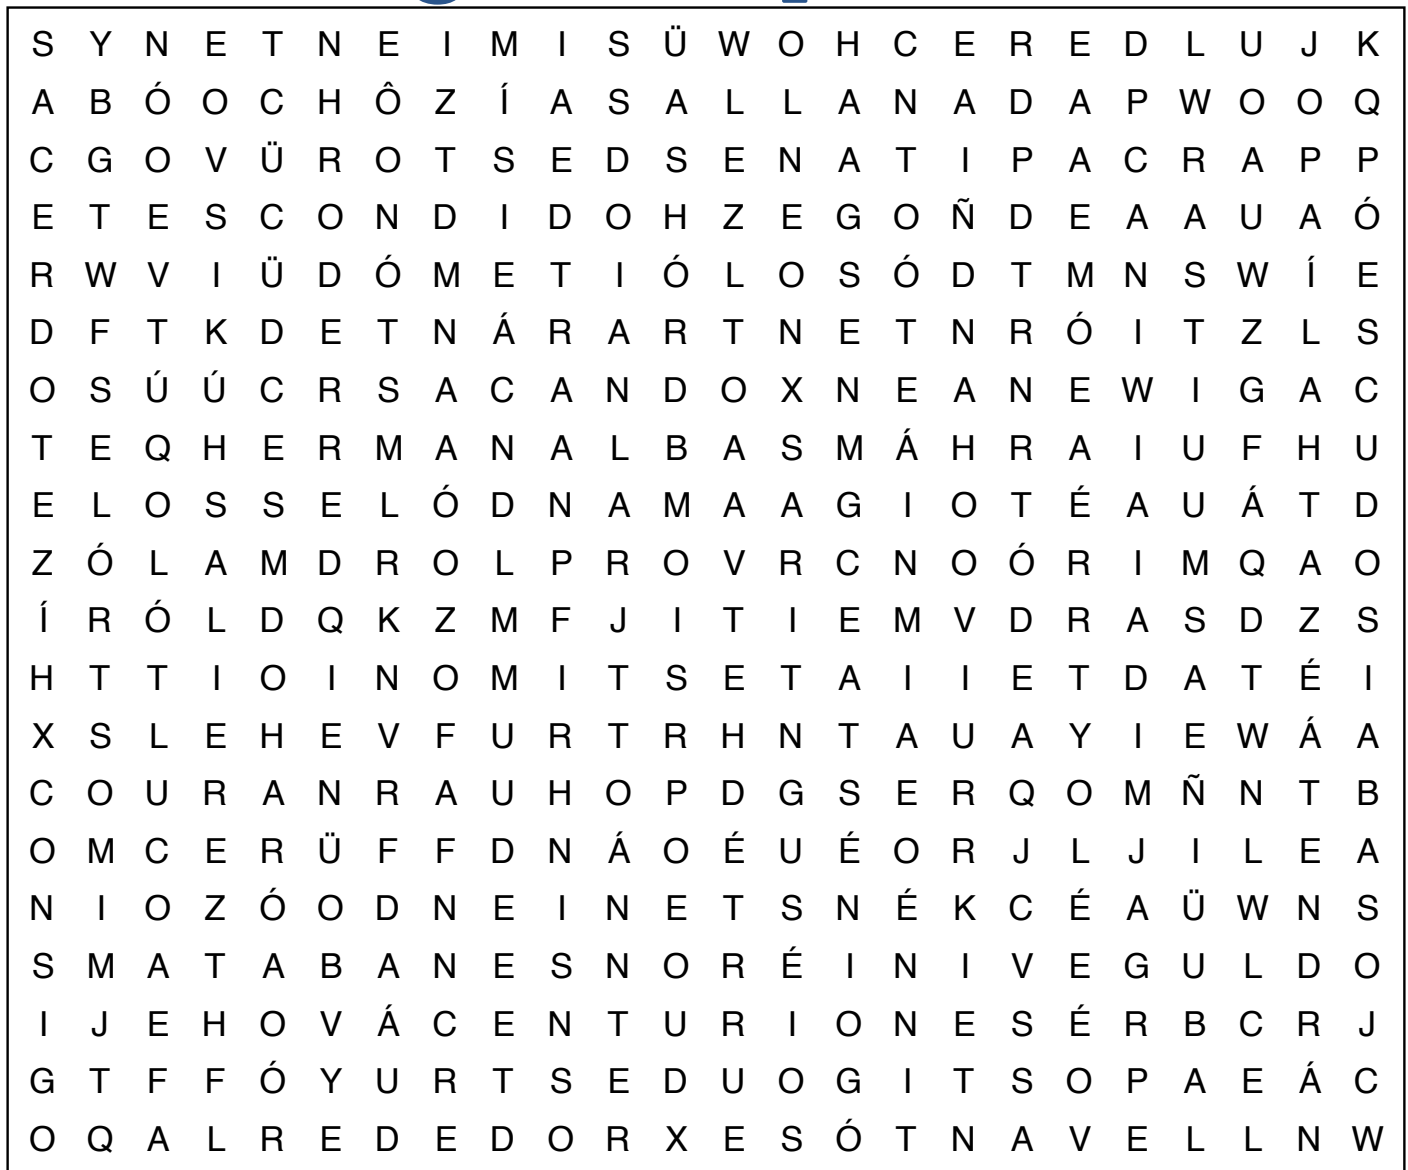 S Y N E T N E I M I S Ü W O H C E R E D L U J K
A B Ó O C H Ô Z Í A S A L L A N A D A P W O O Q
C G O V Ü R O T S E D S E N A T I P A C R A P P
E T E S C O N D I D O H Z E G O Ñ D E A A U A Ó
R W V I Ü D Ó M E T I Ó L O S Ó D T M N S W Í E
D F T K D E T N Á R A R T N E T N R Ó I T Z L S
O S Ú Ú C R S A C A N D O X N E A N E W I G A C
T E Q H E R M A N A L B A S M Á H R A I U F H U
E L O S S E L Ó D N A M A A G I O T É A U Á T D
Z Ó L A M D R O L P R O V R C N O Ó R I M Q A O
Í R Ó L D Q K Z M F J I T I E M V D R A S D Z S
H T T I O I N O M I T S E T A I I E T D A T É I
X S L E H E V F U R T R H N T A U A Y I E W Á A
C O U R A N R A U H O P D G S E R Q O M Ñ N T B
O M C E R Ü F F D N Á O É U É O R J L J I L E A
N I O Z Ó O D N E I N E T S N É K C É A Ü W N S
S M A T A B A N E S N O R É I N I V E G U L D O
I J E H O V Á C E N T U R I O N E S É R B C R J
G T F F Ó Y U R T S E D U O G I T S O P A E Á C
O Q A L R E D E D O R X E S Ó T N A V E L L N W